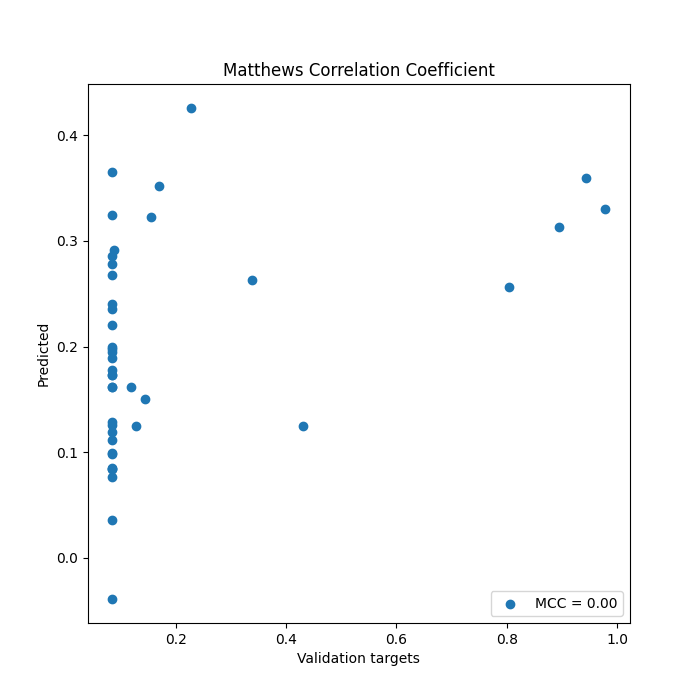 Matthews Correlation Coefficient
0.4
0.3
0.2
0.1
0.0
Predicted
MCC = 0.00
0.2 0.4 0.6 0.8 1.0
Validation targets